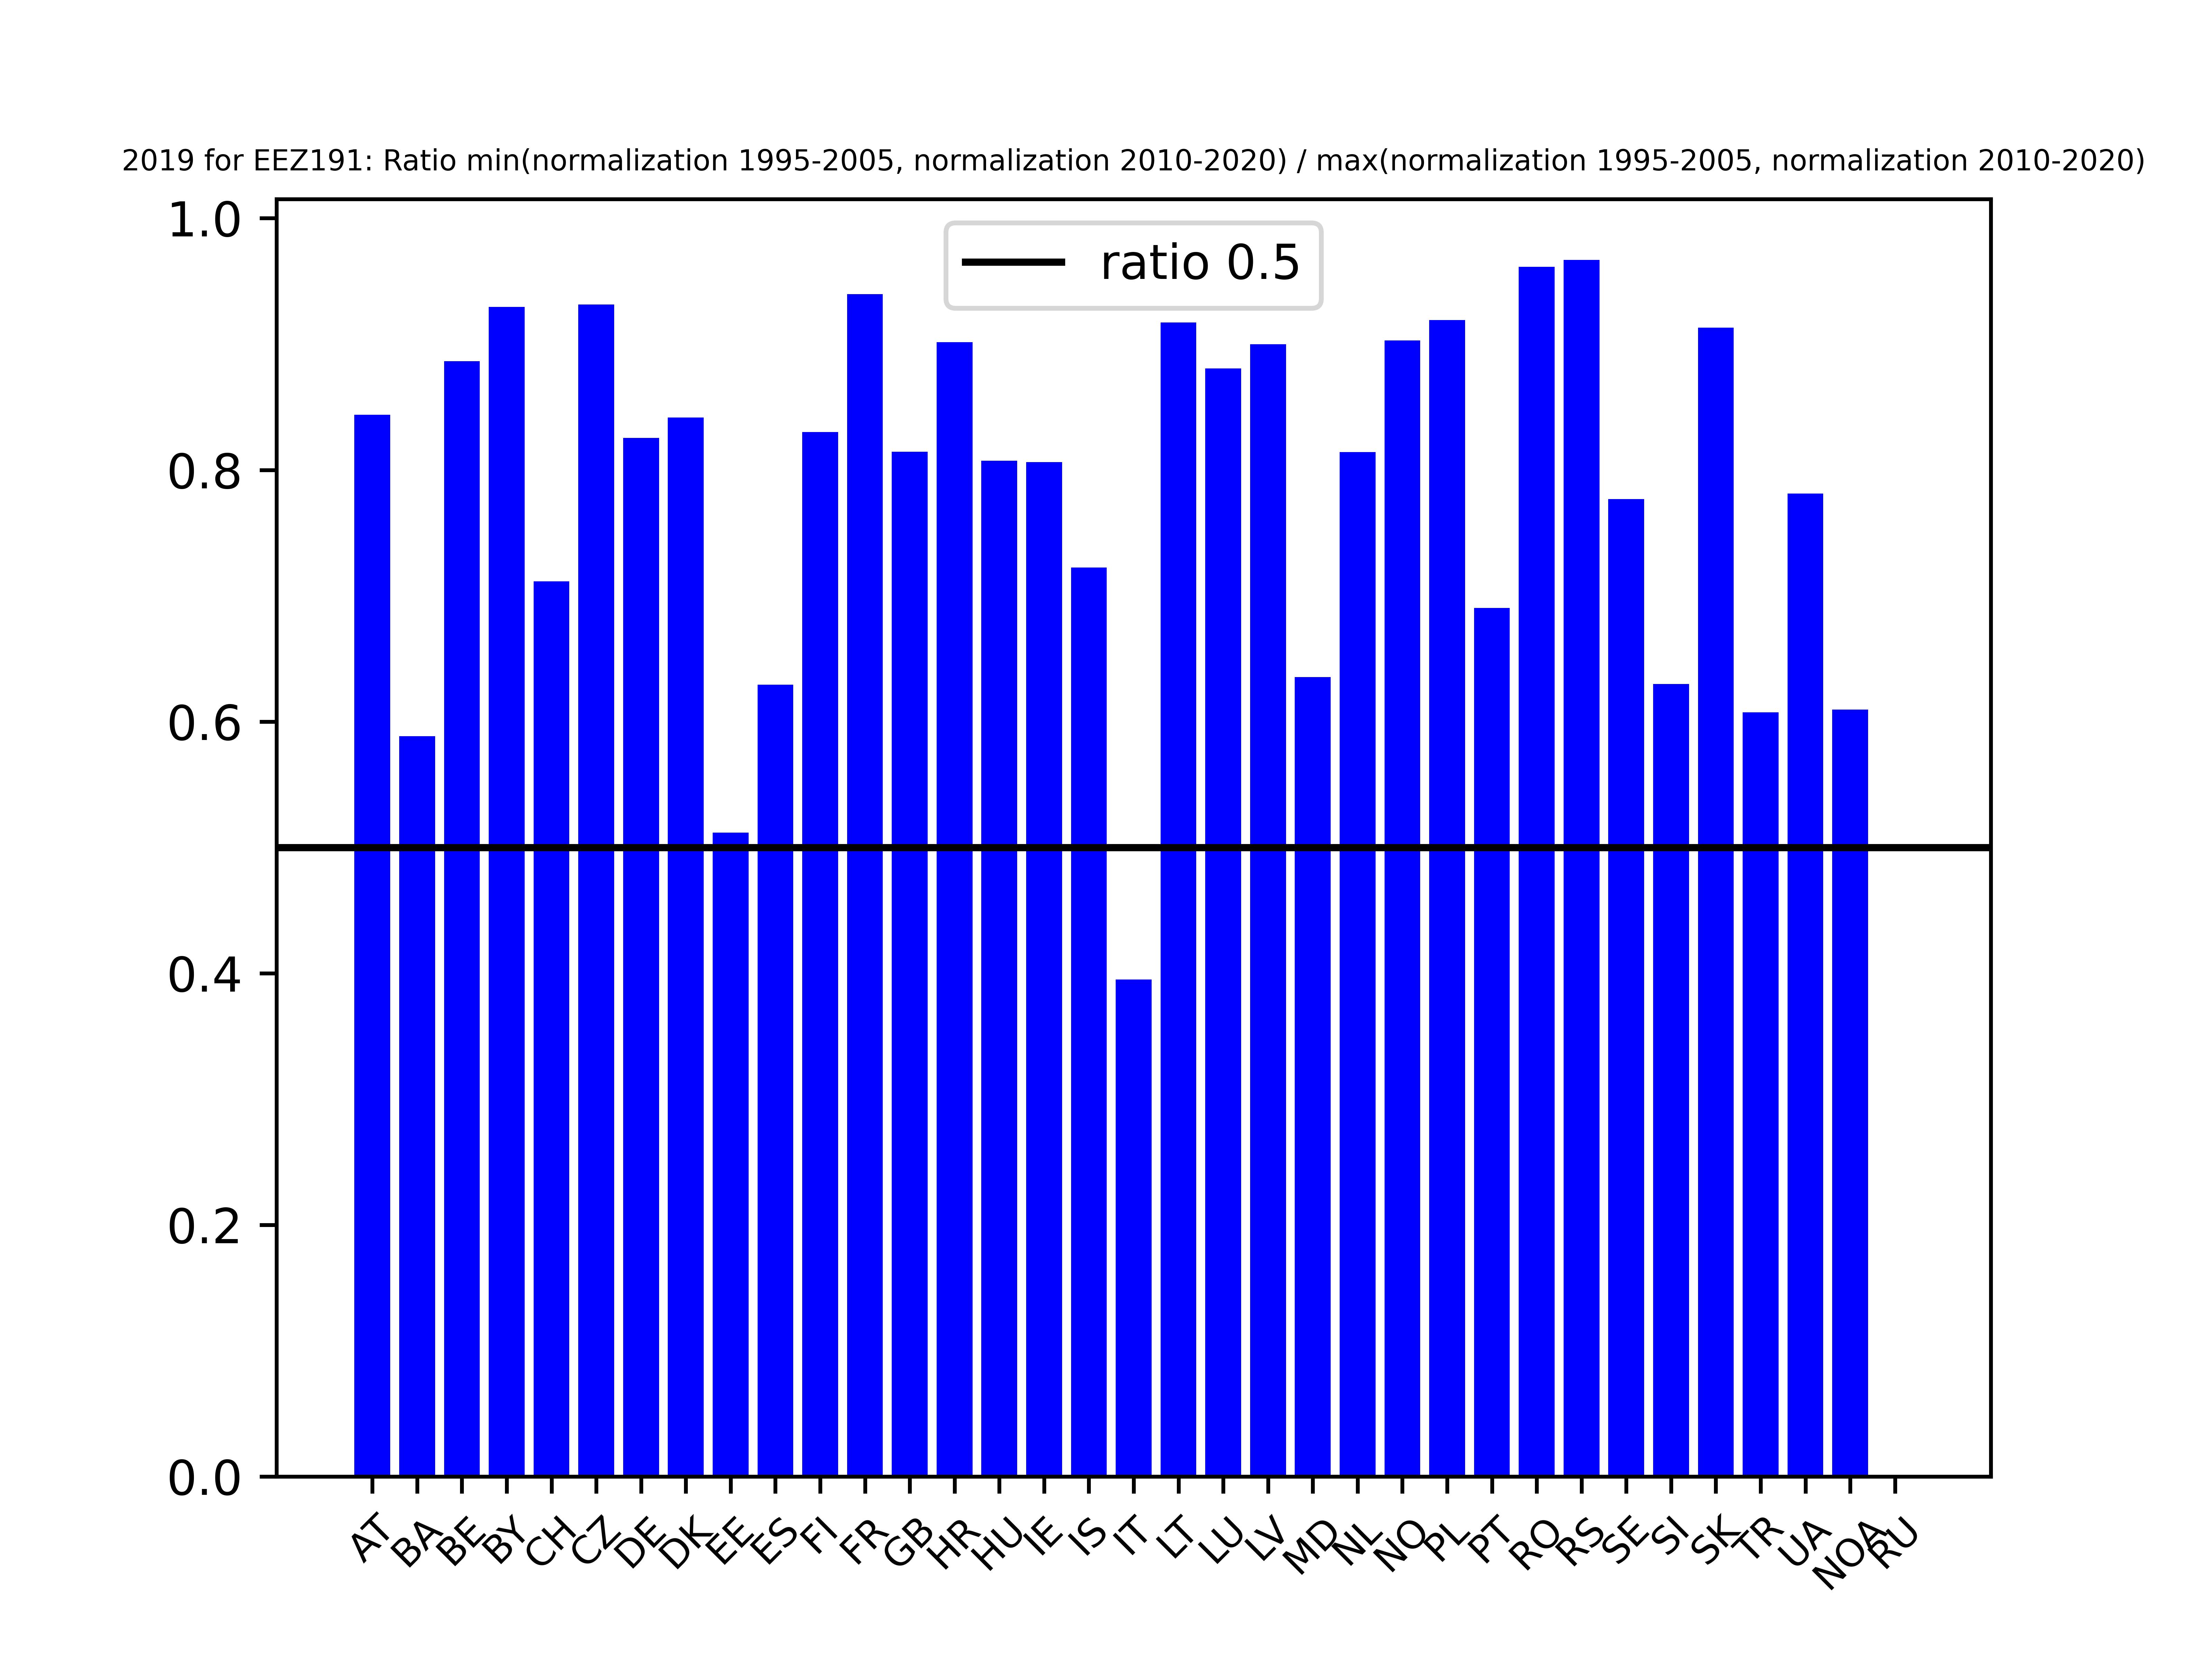 2019 for EEZ191: Ratio min(normalization 1995-2005, normalization 2010-2020) / max(normalization 1995-2005, normalization 2010-2020)
1.0
ratio 0.5
0.8
0.6
0.4
0.2
0.0
AT BA BE BY CH CZ DE DK EE ES FI FR GB HR HU IE IS IT LT LU LV MD NL NO PL PT RO RS SE SI SK TR UA NOA RU